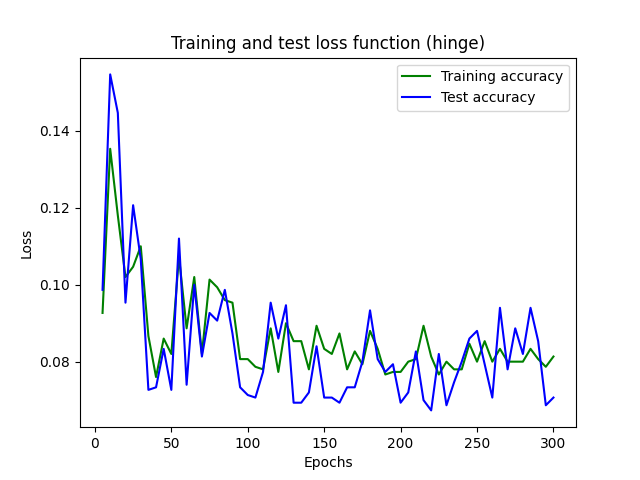 Training and test loss function (hinge)
Training accuracy
Test accuracy
0.14
0.12
0.10
0.08
Loss
0
50
100
150
200
250
300
Epochs